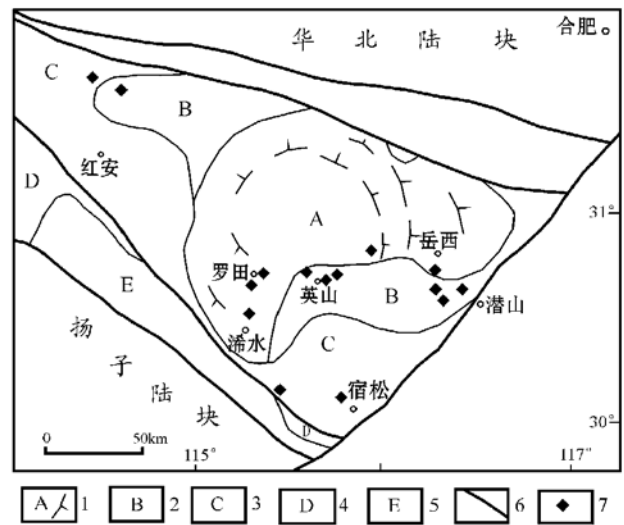 华 北 陆 块
合肥
C
B
红安
D
31°
A
岳西
罗田
英山
B
潜山
E
浠水
C
扬
子
陆
块
宿松
D
30°
0 50km
115° 117°
A 1 B 2 C 3 D 4 E 5 6 7